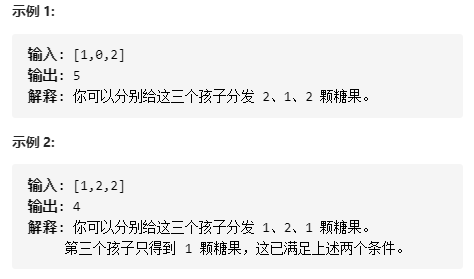 示例 1:
输入: [1,0,2]
输出: 5
解释: 你可以分别给这三个孩子分发 2、1、2 颗糖果。
示例 2:
输入: [1,2,2]
输出: 4
解释: 你可以分别给这三个孩子分发 1、2、1 颗糖果。
第三个孩子只得到 1 颗糖果，这已满足上述两个条件。